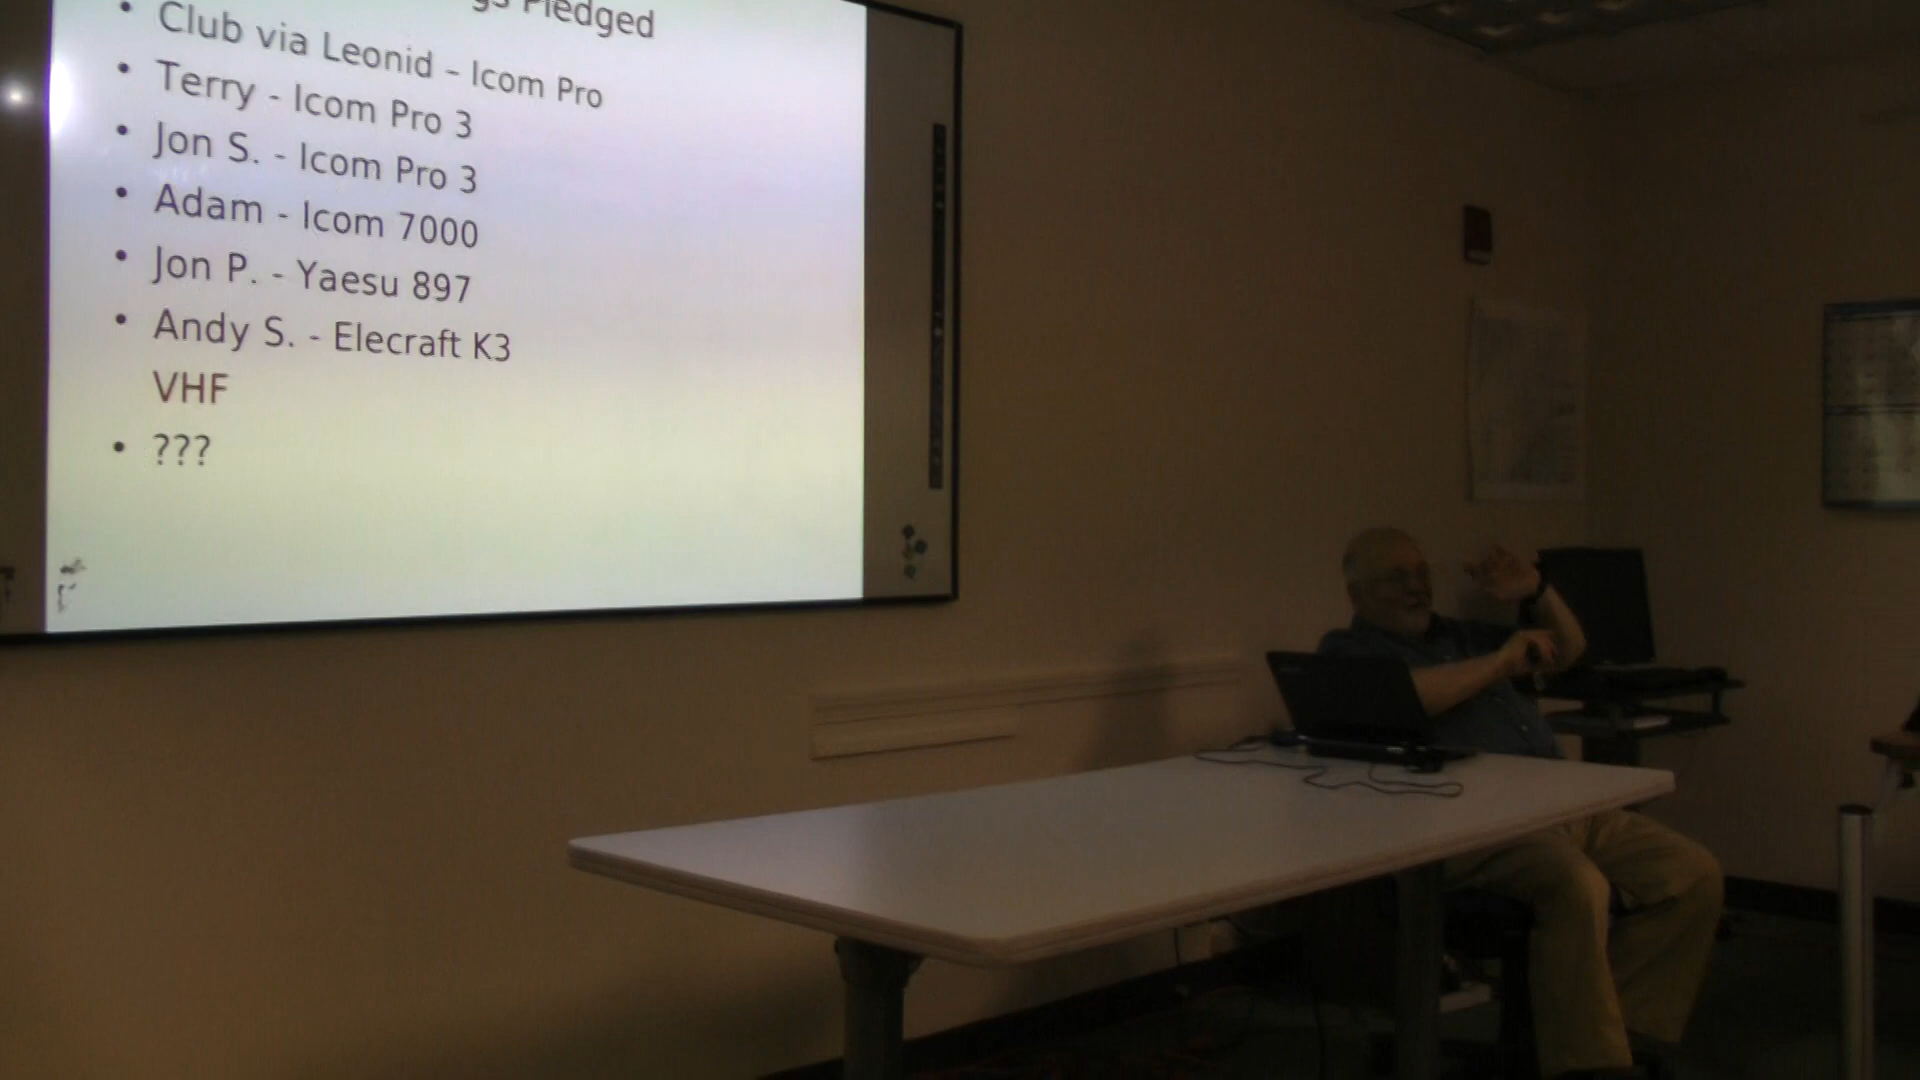 Pledged
• Club via Leonid - Icom Pro
• Terry - Icom Pro 3
• Jon S. - Icom Pro 3
• Adam - Icom 7000
• Jon P. - Yaesu 897
• Andy S. - Elecraft K3
VHF
• ???